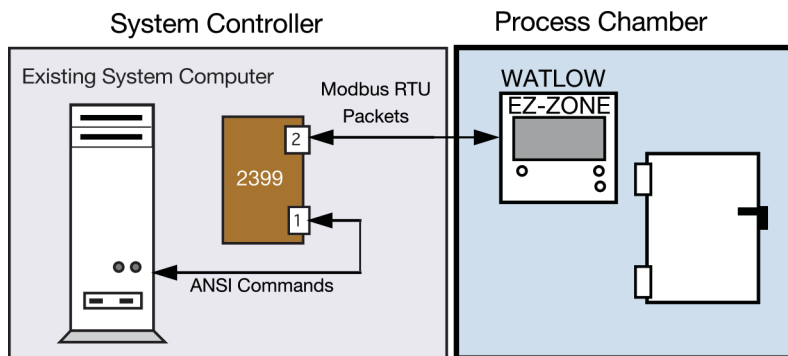 System Controller
Process Chamber
Existing System Computer
Modbus RTU
Packets
WATLOW
EZ-ZONE
2
2399
1
ANSI Commands